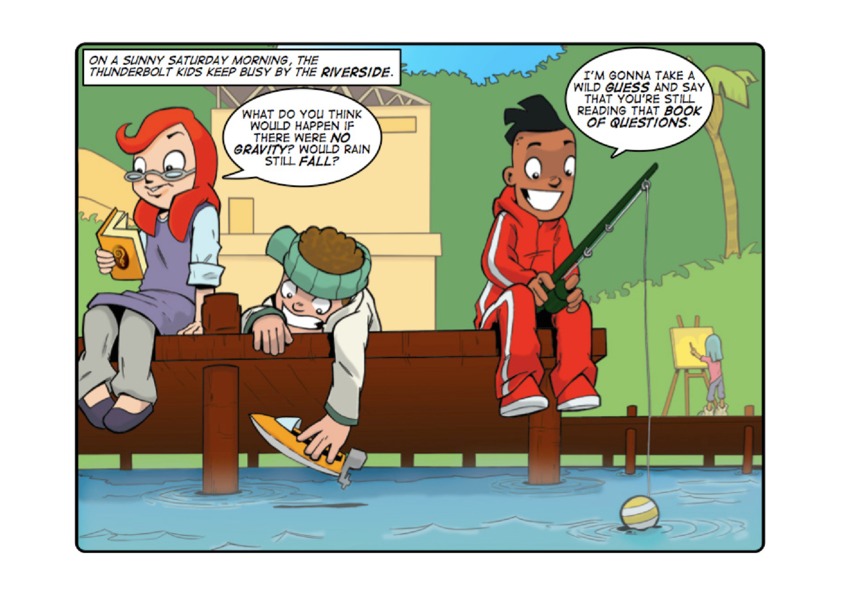 ON A SUNNY SATURDAY MORNING, THE
THUNDERBOLT KIDS KEEP BUSY BY THE RIVERSIDE.
WHAT DO YOU THINK
WOULD HAPPEN IF
THERE WERE NO
GRAVITY? WOULD RAIN
STILL FALL?
I'M GONNA TAKE A
WILD GUESS AND SAY
THAT YOU'RE STILL
READING THAT BOOK
OF QUESTIONS.